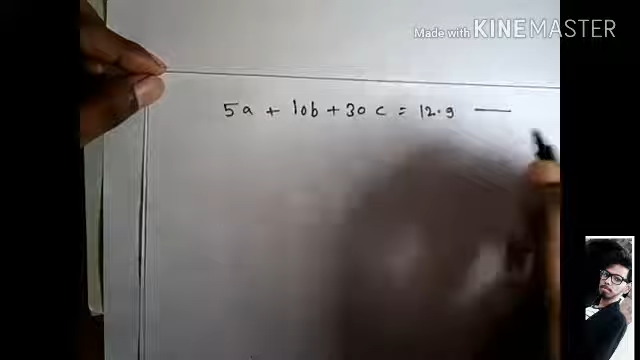 Made with KINEMASTER
5a + 10b + 30c = 12.9 —